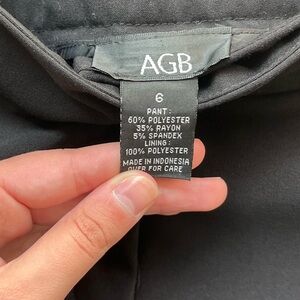 AGB
6
PANT:
60% POLYESTER
35% RAYON
5% SPANDEX
LINING:
100% POLYESTER
MADE IN INDONESIA
OVER FOR CARE